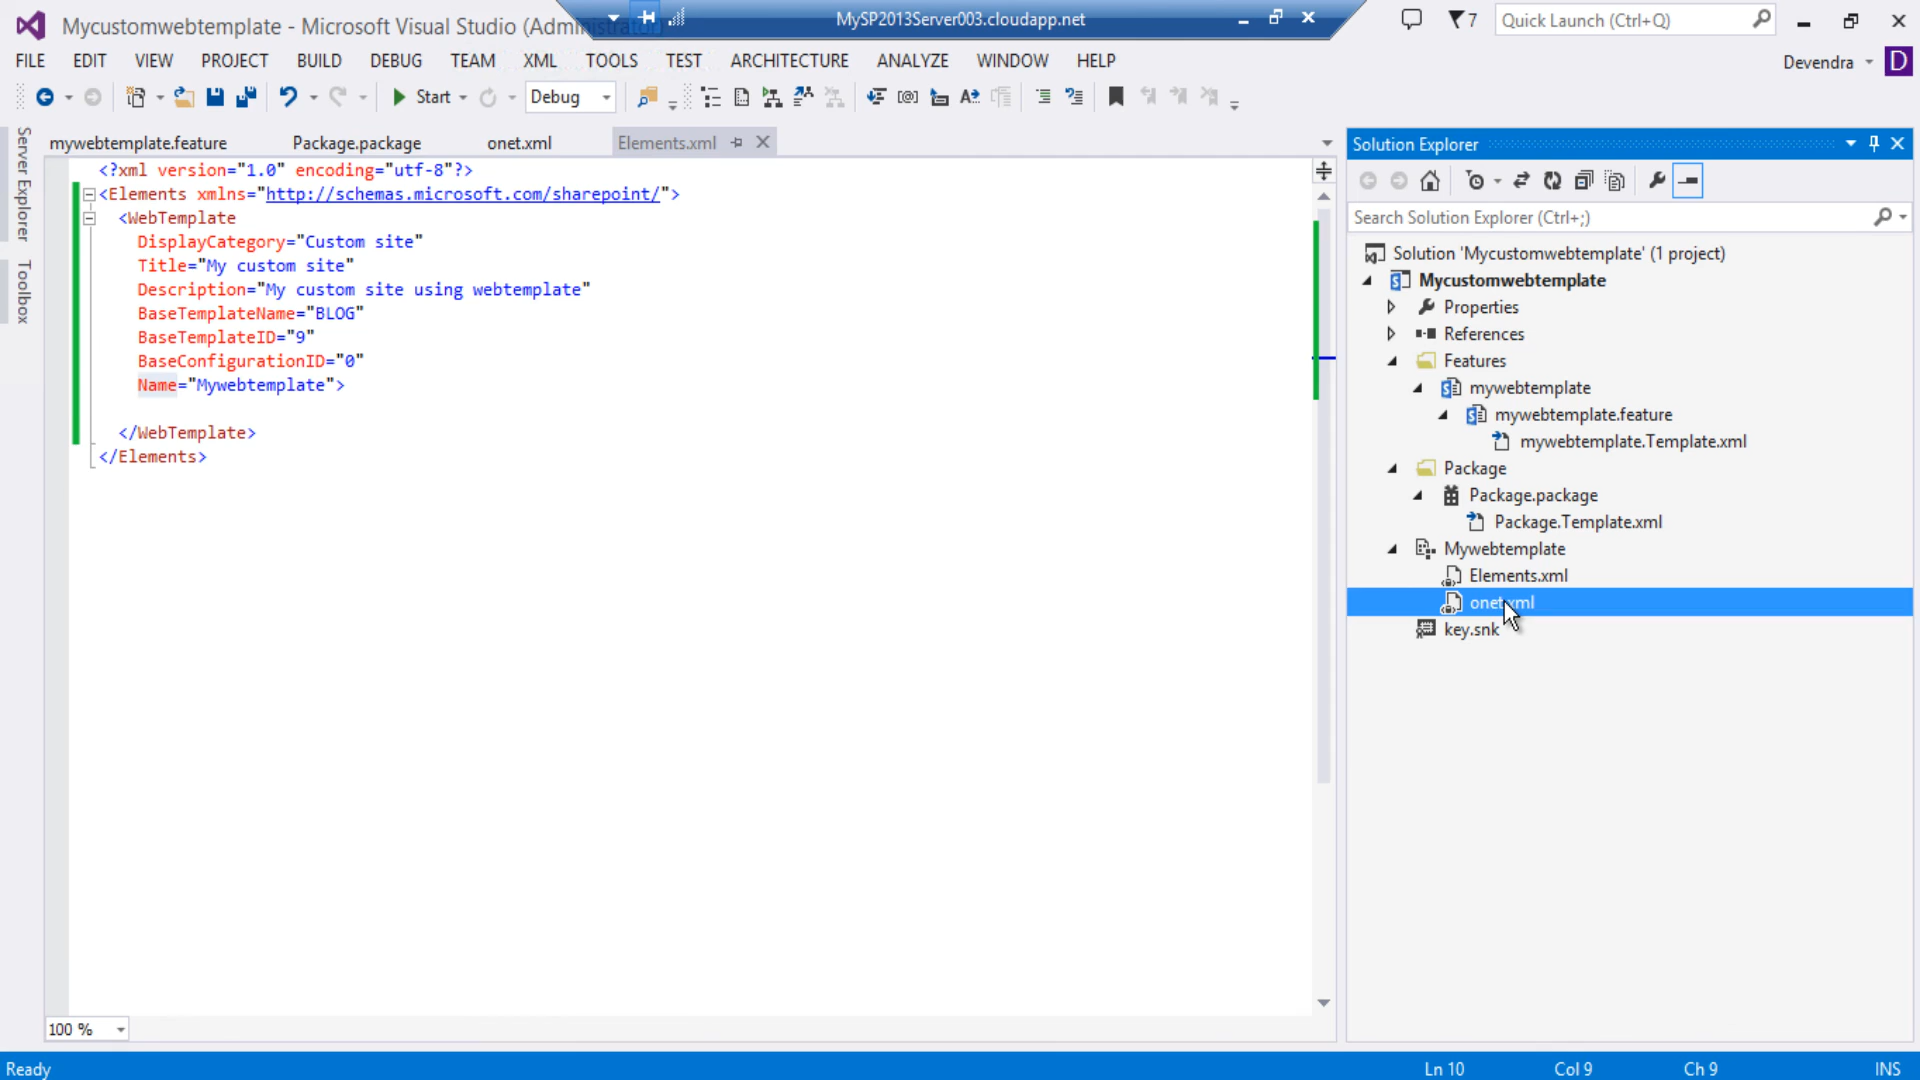 Mycustomwebtemplate - Microsoft Visual Studio (Administrator)
MySP2013Server003.cloudapp.net
7
Quick Launch (Ctrl+Q)
FILE EDIT VIEW PROJECT BUILD DEBUG TEAM XML TOOLS TEST ARCHITECTURE ANALYZE WINDOW HELP
Devendra D
Start Debug
Server Explorer
Toolbox
mywebtemplate.feature Package.package onet.xml Elements.xml
<?xml version="1.0" encoding="utf-8"?>
<Elements xmlns="http://schemas.microsoft.com/sharepoint/">
<WebTemplate
DisplayCategory="Custom site"
Title="My custom site"
Description="My custom site using webtemplate"
BaseTemplateName="BLOG"
BaseTemplateID="9"
BaseConfigurationID="0"
Name="Mywebtemplate">
</WebTemplate>
</Elements>
100 %
Solution Explorer
Search Solution Explorer (Ctrl+;)
Solution 'Mycustomwebtemplate' (1 project)
Mycustomwebtemplate
Properties
References
Features
mywebtemplate
mywebtemplate.feature
mywebtemplate.Template.xml
Package
Package.package
Package.Template.xml
Mywebtemplate
Elements.xml
onet.xml
key.snk
Ready Ln 10 Col 9 Ch 9 INS